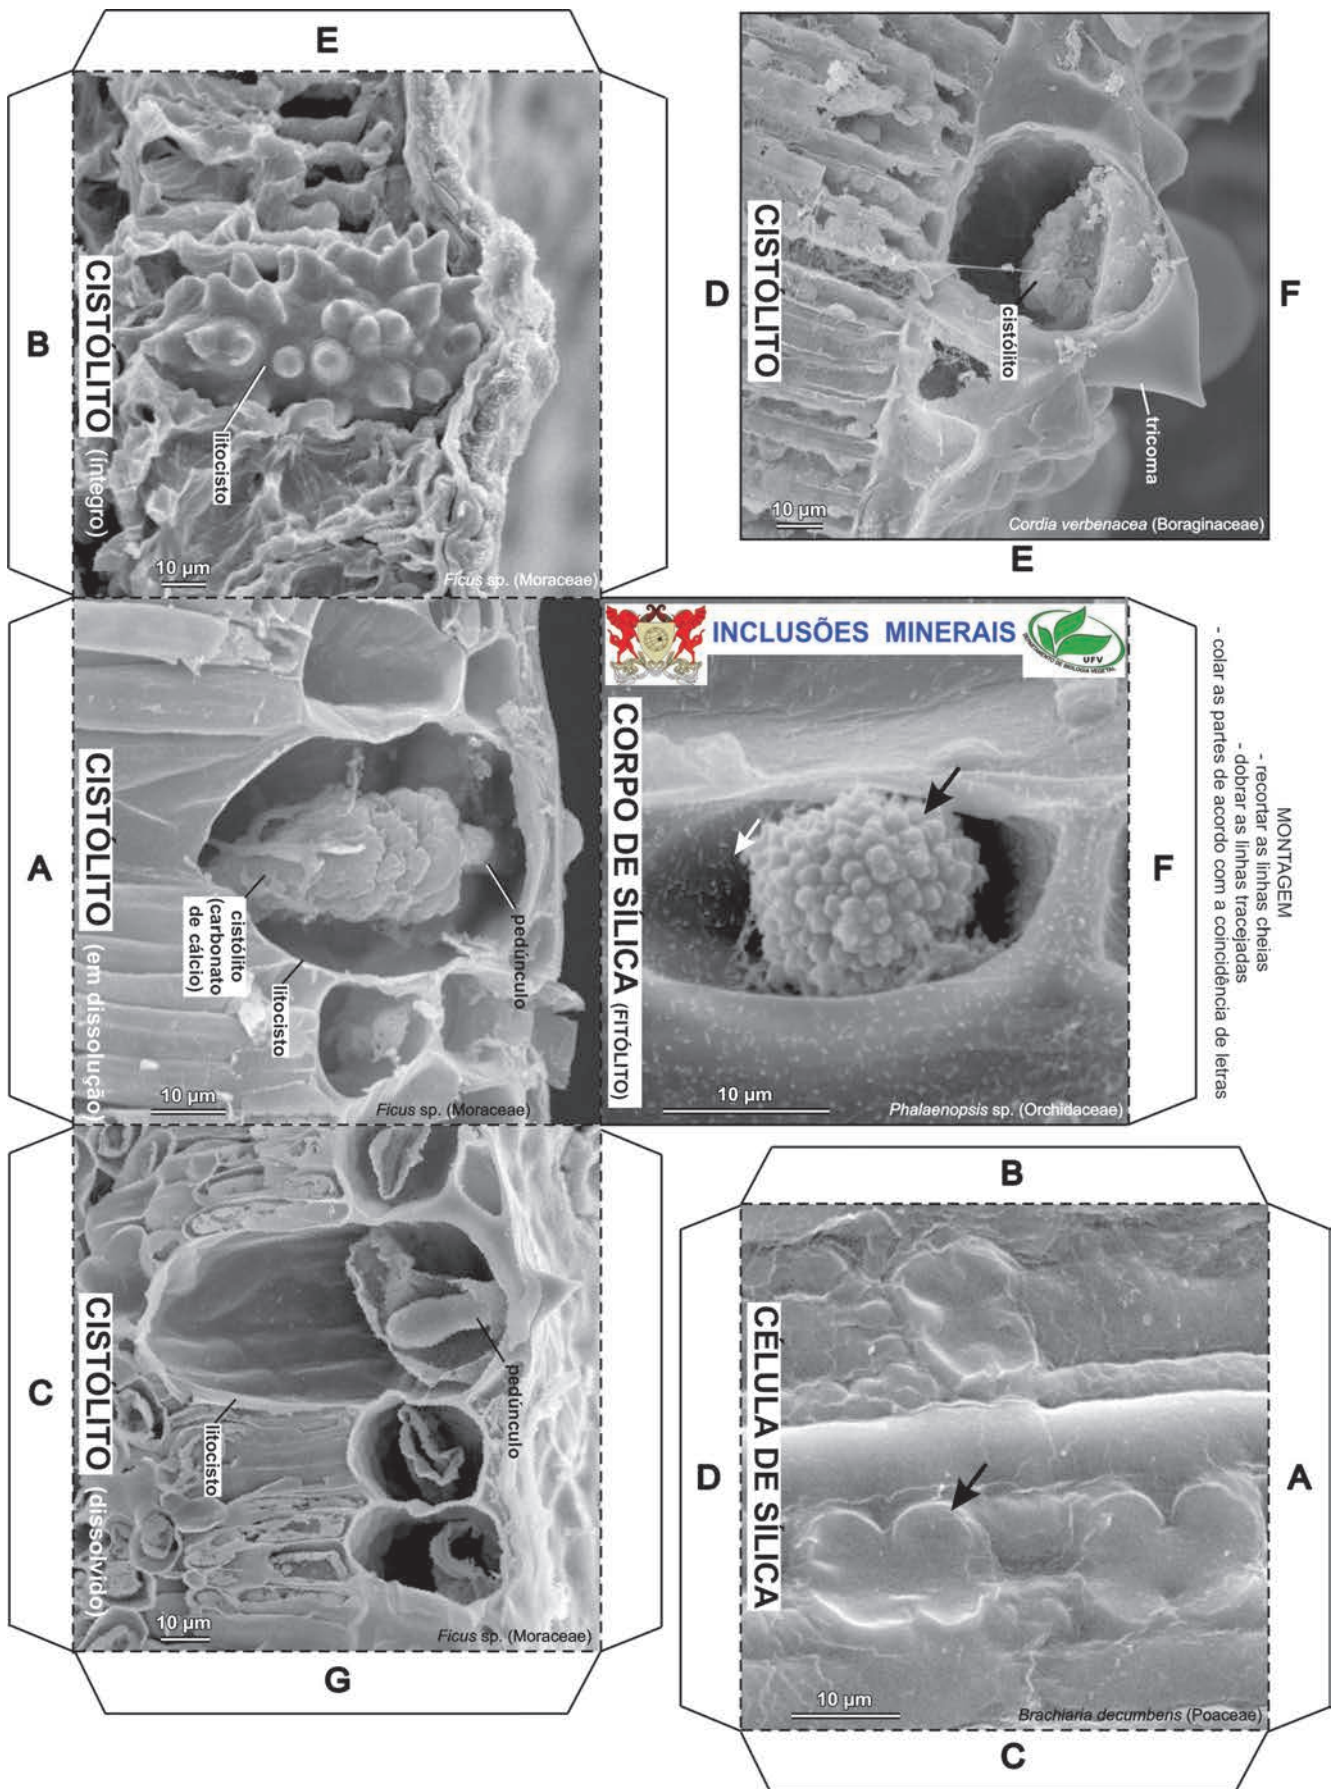 E
B
CISTÓLITO (íntegro)
litocisto
10 µm
Ficus sp. (Moraceae)
D
CISTÓLITO
cistólito
tricoma
F
10 µm
Cordia verbenacea (Boraginaceae)
E
A
CISTÓLITO (em dissolução)
cistólito
(carbonato
de cálcio)
litocisto
pedúnculo
10 µm
Ficus sp. (Moraceae)
INCLUSÕES MINERAIS
UFV
DEPARTAMENTO DE BIOLOGIA VEGETAL
CORPO DE SÍLICA (FITÓLITO)
10 µm
Phalaenopsis sp. (Orchidaceae)
F
MONTAGEM
- recortar as linhas cheias
- dobrar as linhas tracejadas
- colar as partes de acordo com a coincidência de letras
C
CISTÓLITO (dissolvido)
litocisto
pedúnculo
10 µm
Ficus sp. (Moraceae)
G
B
D
CÉLULA DE SÍLICA
A
10 µm
Brachiaria decumbens (Poaceae)
C